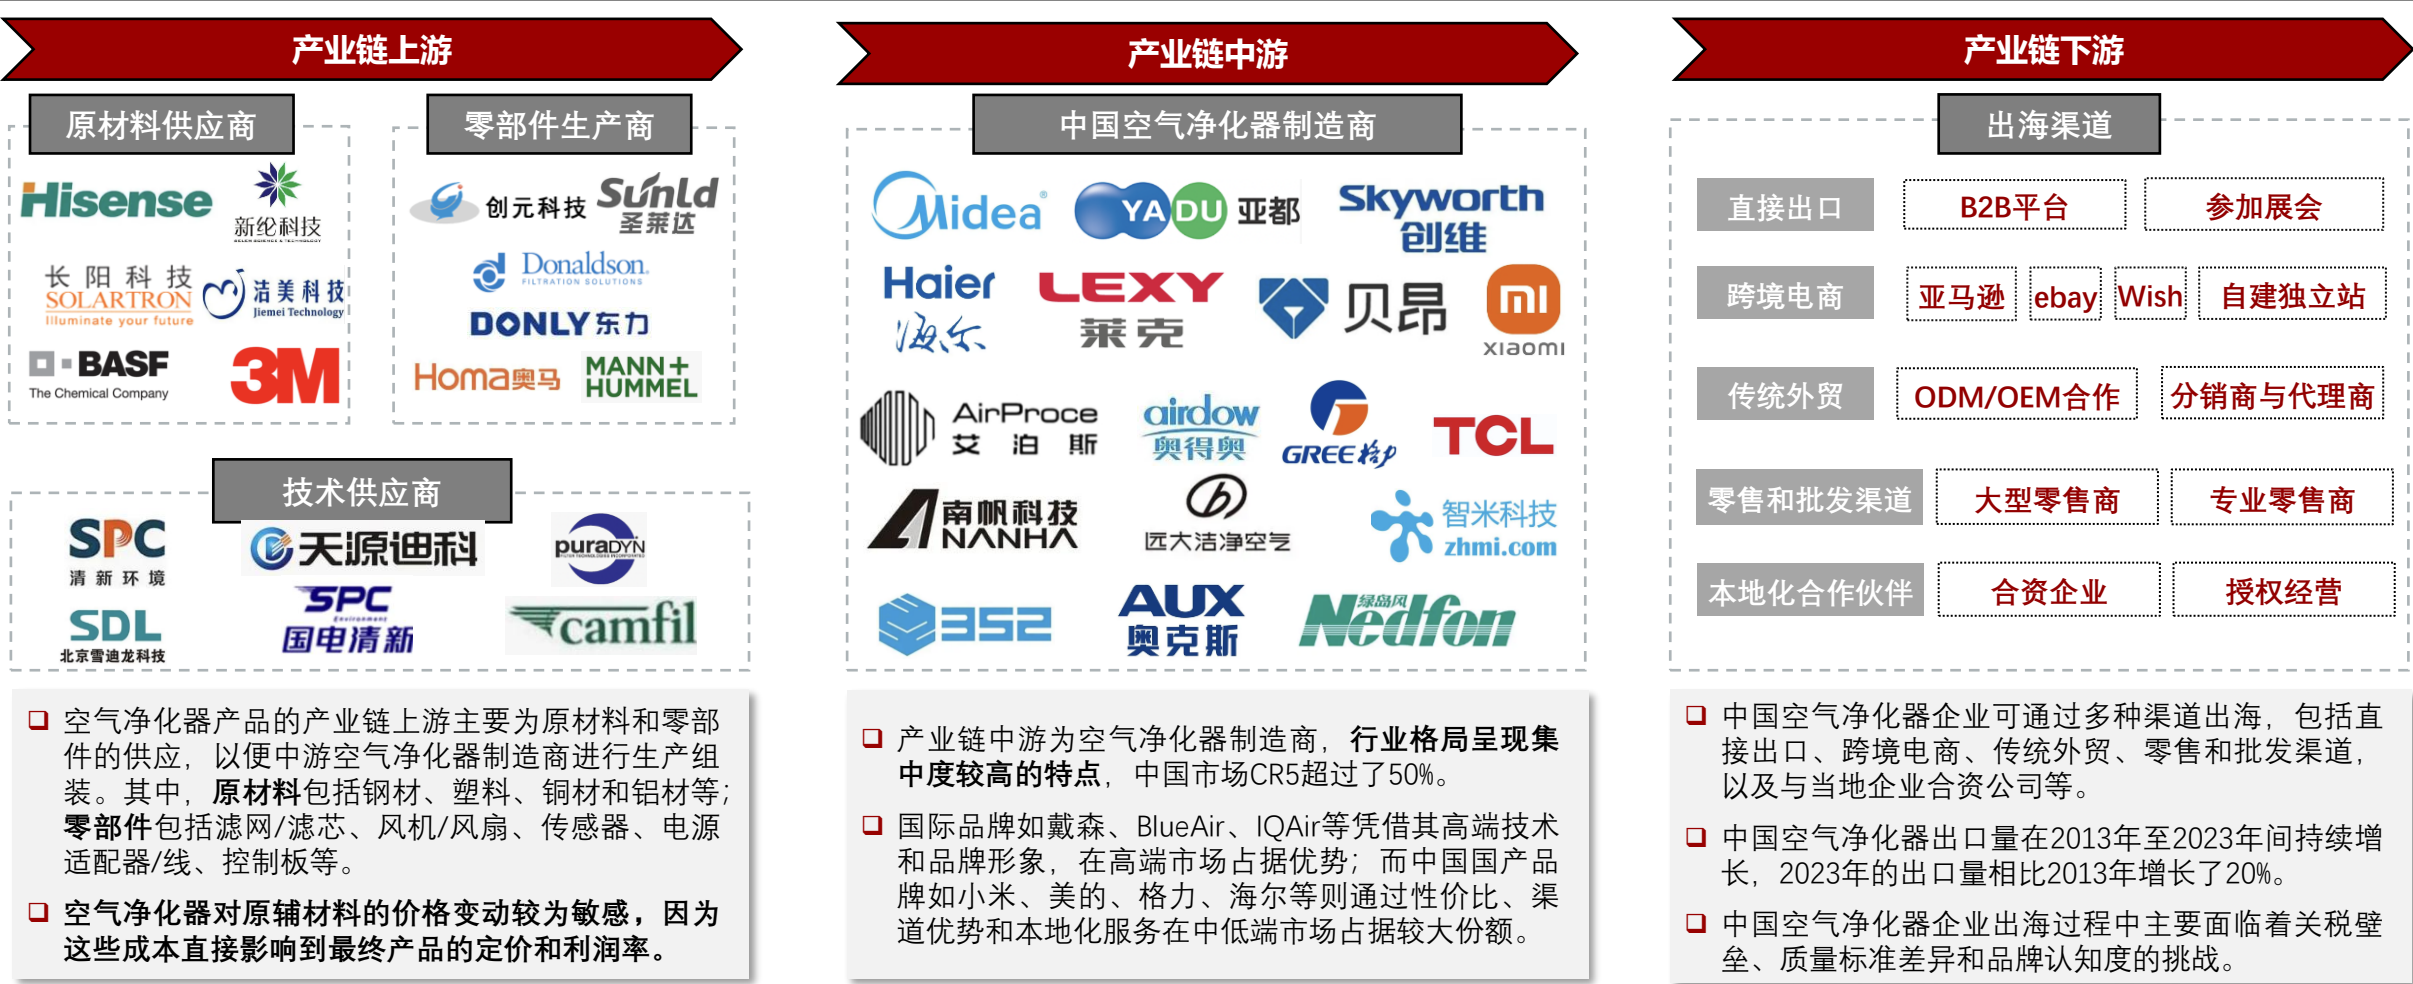 产业链上游
原材料供应商
零部件生产商
Hisense
新纶科技
SELEN SCIENCE & TECHNOLOGY
长阳科技
SOLARTRON
Illuminate your future
洁美科技
Jiemei Technology
BASF
The Chemical Company
3M
创元科技
Sunld
圣莱达
Donaldson.
FILTRATION SOLUTIONS
DONLY东力
Homa奥马
MANN+
HUMMEL
技术供应商
SPC
清新环境
天源迪科
puraDYN
SDL
北京雪迪龙科技
SPC
Environment
国电清新
camfil
空气净化器产品的产业链上游主要为原材料和零部
件的供应，以便中游空气净化器制造商进行生产组
装。其中，原材料包括钢材、塑料、铜材和铝材等；
零部件包括滤网/滤芯、风机/风扇、传感器、电源
适配器/线、控制板等。
空气净化器对原辅材料的价格变动较为敏感，因为
这些成本直接影响到最终产品的定价和利润率。
产业链中游
中国空气净化器制造商
Midea®
YADU 亚都
Skyworth
创维
Haier
海尔
LEXY
莱克
贝昂
mi
xiaomi
AirProce
艾泊斯
airdow
奥得奥
GREE格力
TCL
南帆科技
NANHA
远大洁净空气
智米科技
zhmi.com
352
AUX
奥克斯
绿岛风
Nedfon
产业链中游为空气净化器制造商，行业格局呈现集
中度较高的特点，中国市场CR5超过了50%。
国际品牌如戴森、BlueAir、IQAir等凭借其高端技术
和品牌形象，在高端市场占据优势；而中国国产品
牌如小米、美的、格力、海尔等则通过性价比、渠
道优势和本地化服务在中低端市场占据较大份额。
产业链下游
出海渠道
直接出口 B2B平台 参加展会
跨境电商 亚马逊 ebay Wish 自建独立站
传统外贸 ODM/OEM合作 分销商与代理商
零售和批发渠道 大型零售商 专业零售商
本地化合作伙伴 合资企业 授权经营
中国空气净化器企业可通过多种渠道出海，包括直
接出口、跨境电商、传统外贸、零售和批发渠道，
以及与当地企业合资公司等。
中国空气净化器出口量在2013年至2023年间持续增
长，2023年的出口量相比2013年增长了20%。
中国空气净化器企业出海过程中主要面临着关税壁
垒、质量标准差异和品牌认知度的挑战。